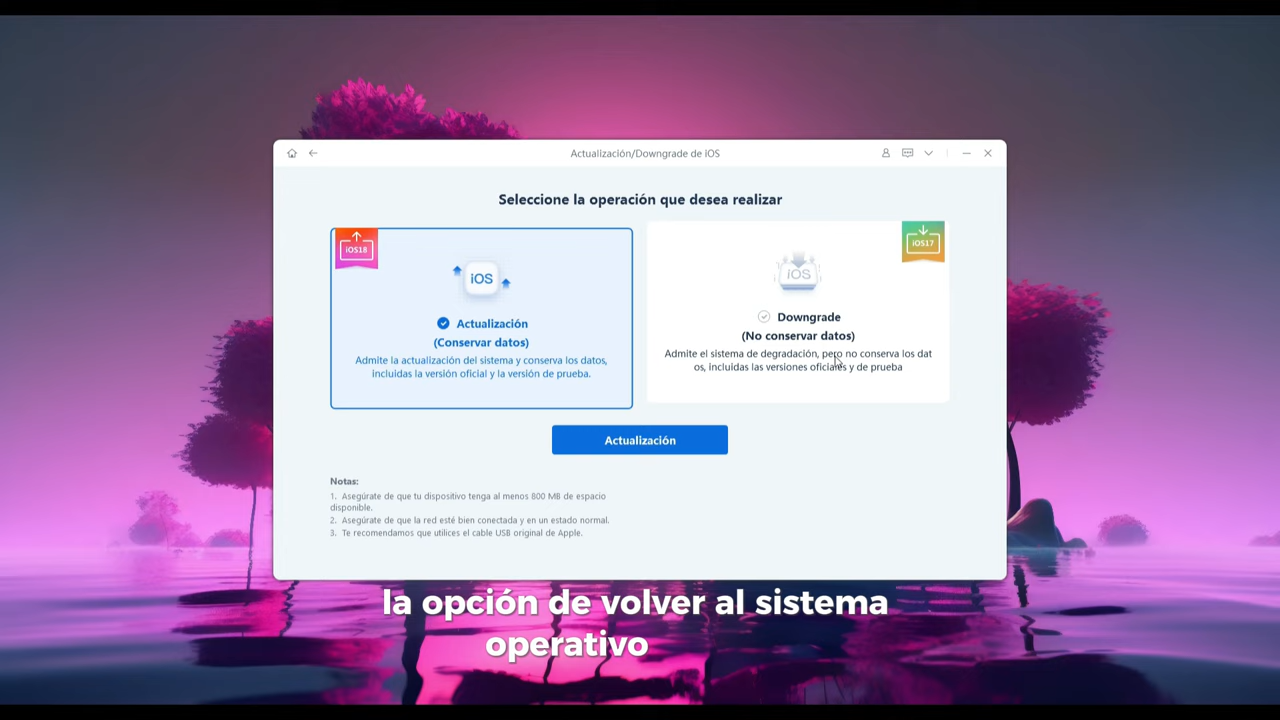 Actualización/Downgrade de iOS
Seleccione la operación que desea realizar
iOS18
iOS
Actualización
(Conservar datos)
Admite la actualización del sistema y conserva los datos,
incluidas la versión oficial y la versión de prueba.
iOS17
iOS
Downgrade
(No conservar datos)
Admite el sistema de degradación, pero no conserva los dat
os, incluidas las versiones oficiales y de prueba
Actualización
Notas:
1. Asegúrate de que tu dispositivo tenga al menos 800 MB de espacio
disponible.
2. Asegúrate de que la red esté bien conectada y en un estado normal.
3. Te recomendamos que utilices el cable USB original de Apple.
la opción de volver al sistema
operativo